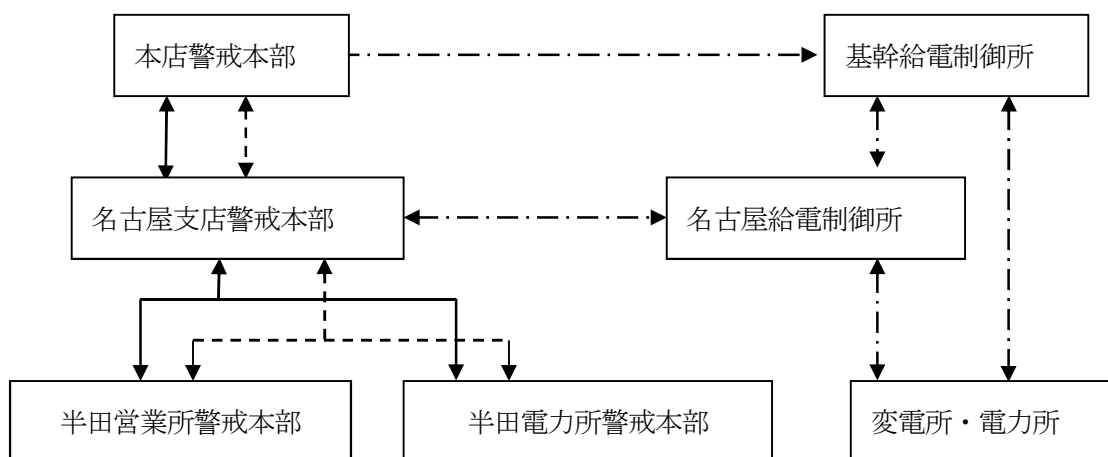 本店警戒本部
基幹給電制御所
名古屋支店警戒本部
名古屋給電制御所
半田営業所警戒本部
半田電力所警戒本部
変電所・電力所